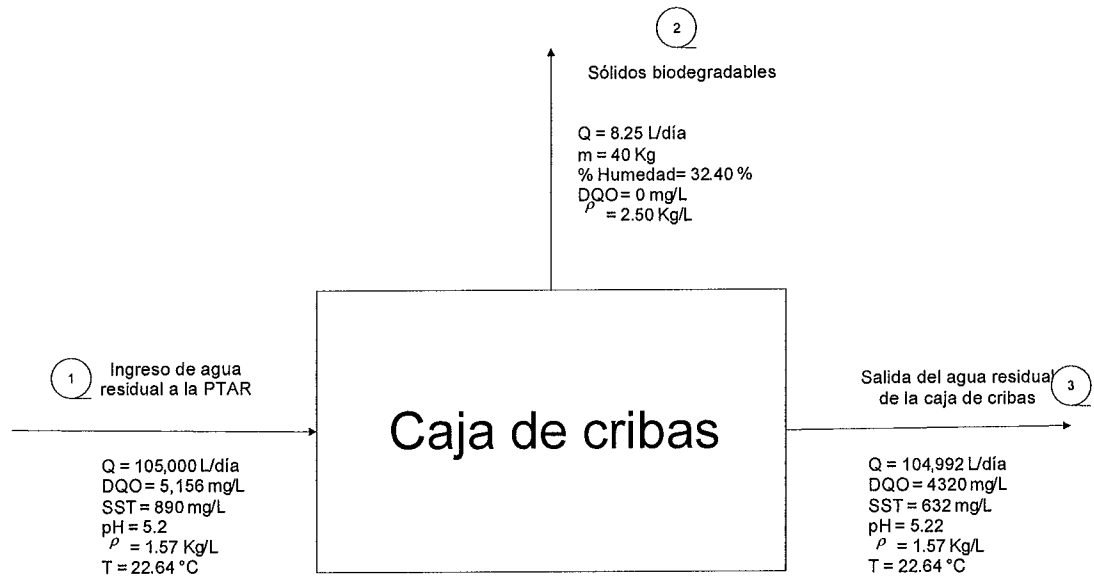 2
Sólidos biodegradables
Q = 8.25 L/día
m = 40 Kg
% Humedad= 32.40 %
DQO= 0 mg/L
ρ = 2.50 Kg/L
1
Ingreso de agua
residual a la PTAR
Q = 105,000 L/día
DQO = 5,156 mg/L
SST = 890 mg/L
pH = 5.2
ρ = 1.57 Kg/L
T = 22.64 °C
Caja de cribas
Salida del agua residual
de la caja de cribas
3
Q = 104,992 L/día
DQO = 4320 mg/L
SST = 632 mg/L
pH = 5.22
ρ = 1.57 Kg/L
T = 22.64 °C